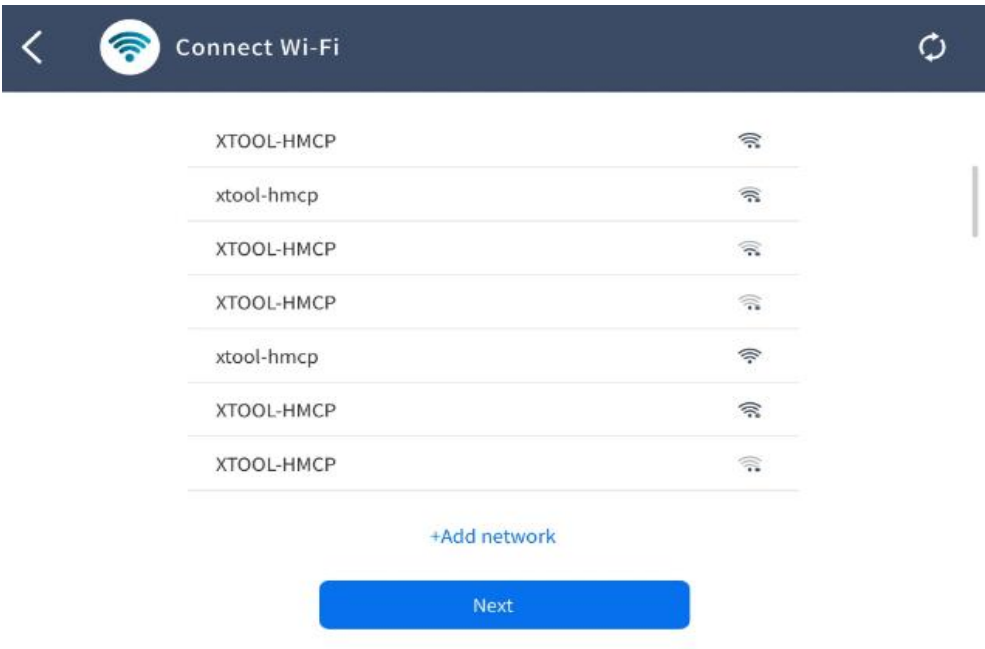 Connect Wi-Fi
XTOOL-HMCP
xtool-hmcp
XTOOL-HMCP
XTOOL-HMCP
xtool-hmcp
XTOOL-HMCP
XTOOL-HMCP
+Add network
Next